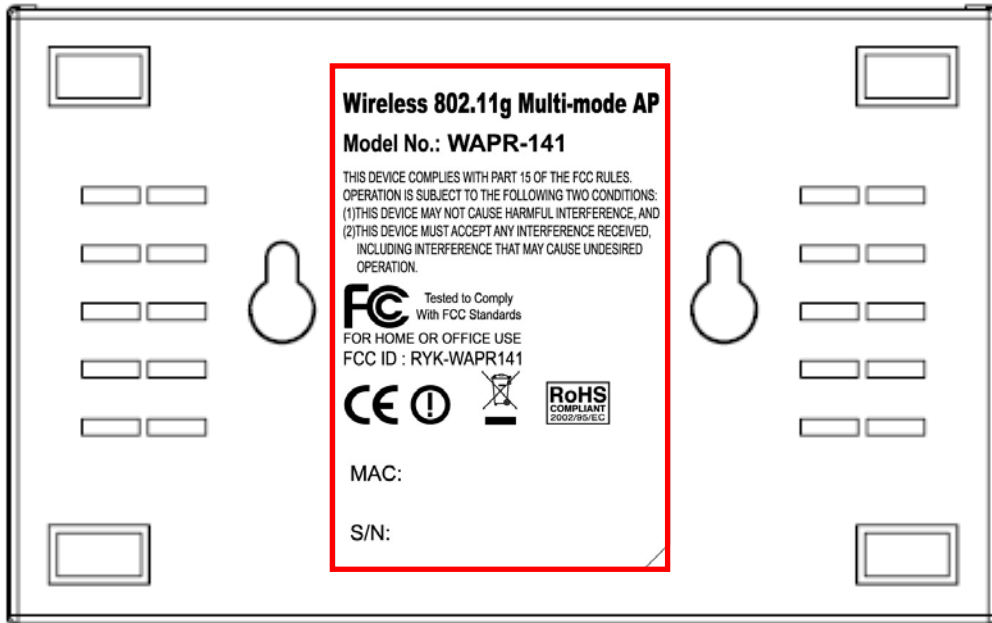 Wireless 802.11g Multi-mode AP
Model No.: WAPR-141
THIS DEVICE COMPLIES WITH PART 15 OF THE FCC RULES.
OPERATION IS SUBJECT TO THE FOLLOWING TWO CONDITIONS:
(1)THIS DEVICE MAY NOT CAUSE HARMFUL INTERFERENCE, AND
(2)THIS DEVICE MUST ACCEPT ANY INTERFERENCE RECEIVED,
INCLUDING INTERFERENCE THAT MAY CAUSE UNDESIRED
OPERATION.
FC Tested to Comply
With FCC Standards
FOR HOME OR OFFICE USE
FCC ID : RYK-WAPR141
CE
RoHS
COMPLIANT
2002/95/EC
MAC:
S/N: